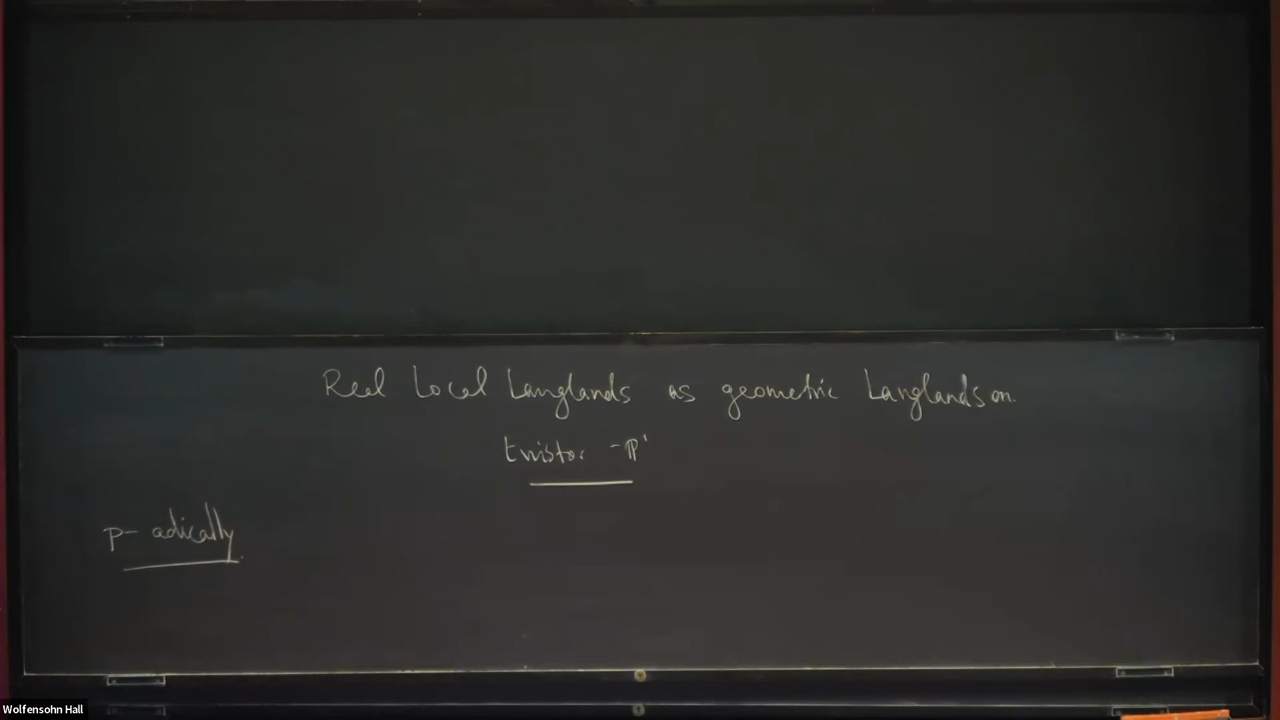 Real Local Langlands as geometric Langlands on.
twistor - ℙ¹
p- adically
Wolfensohn Hall